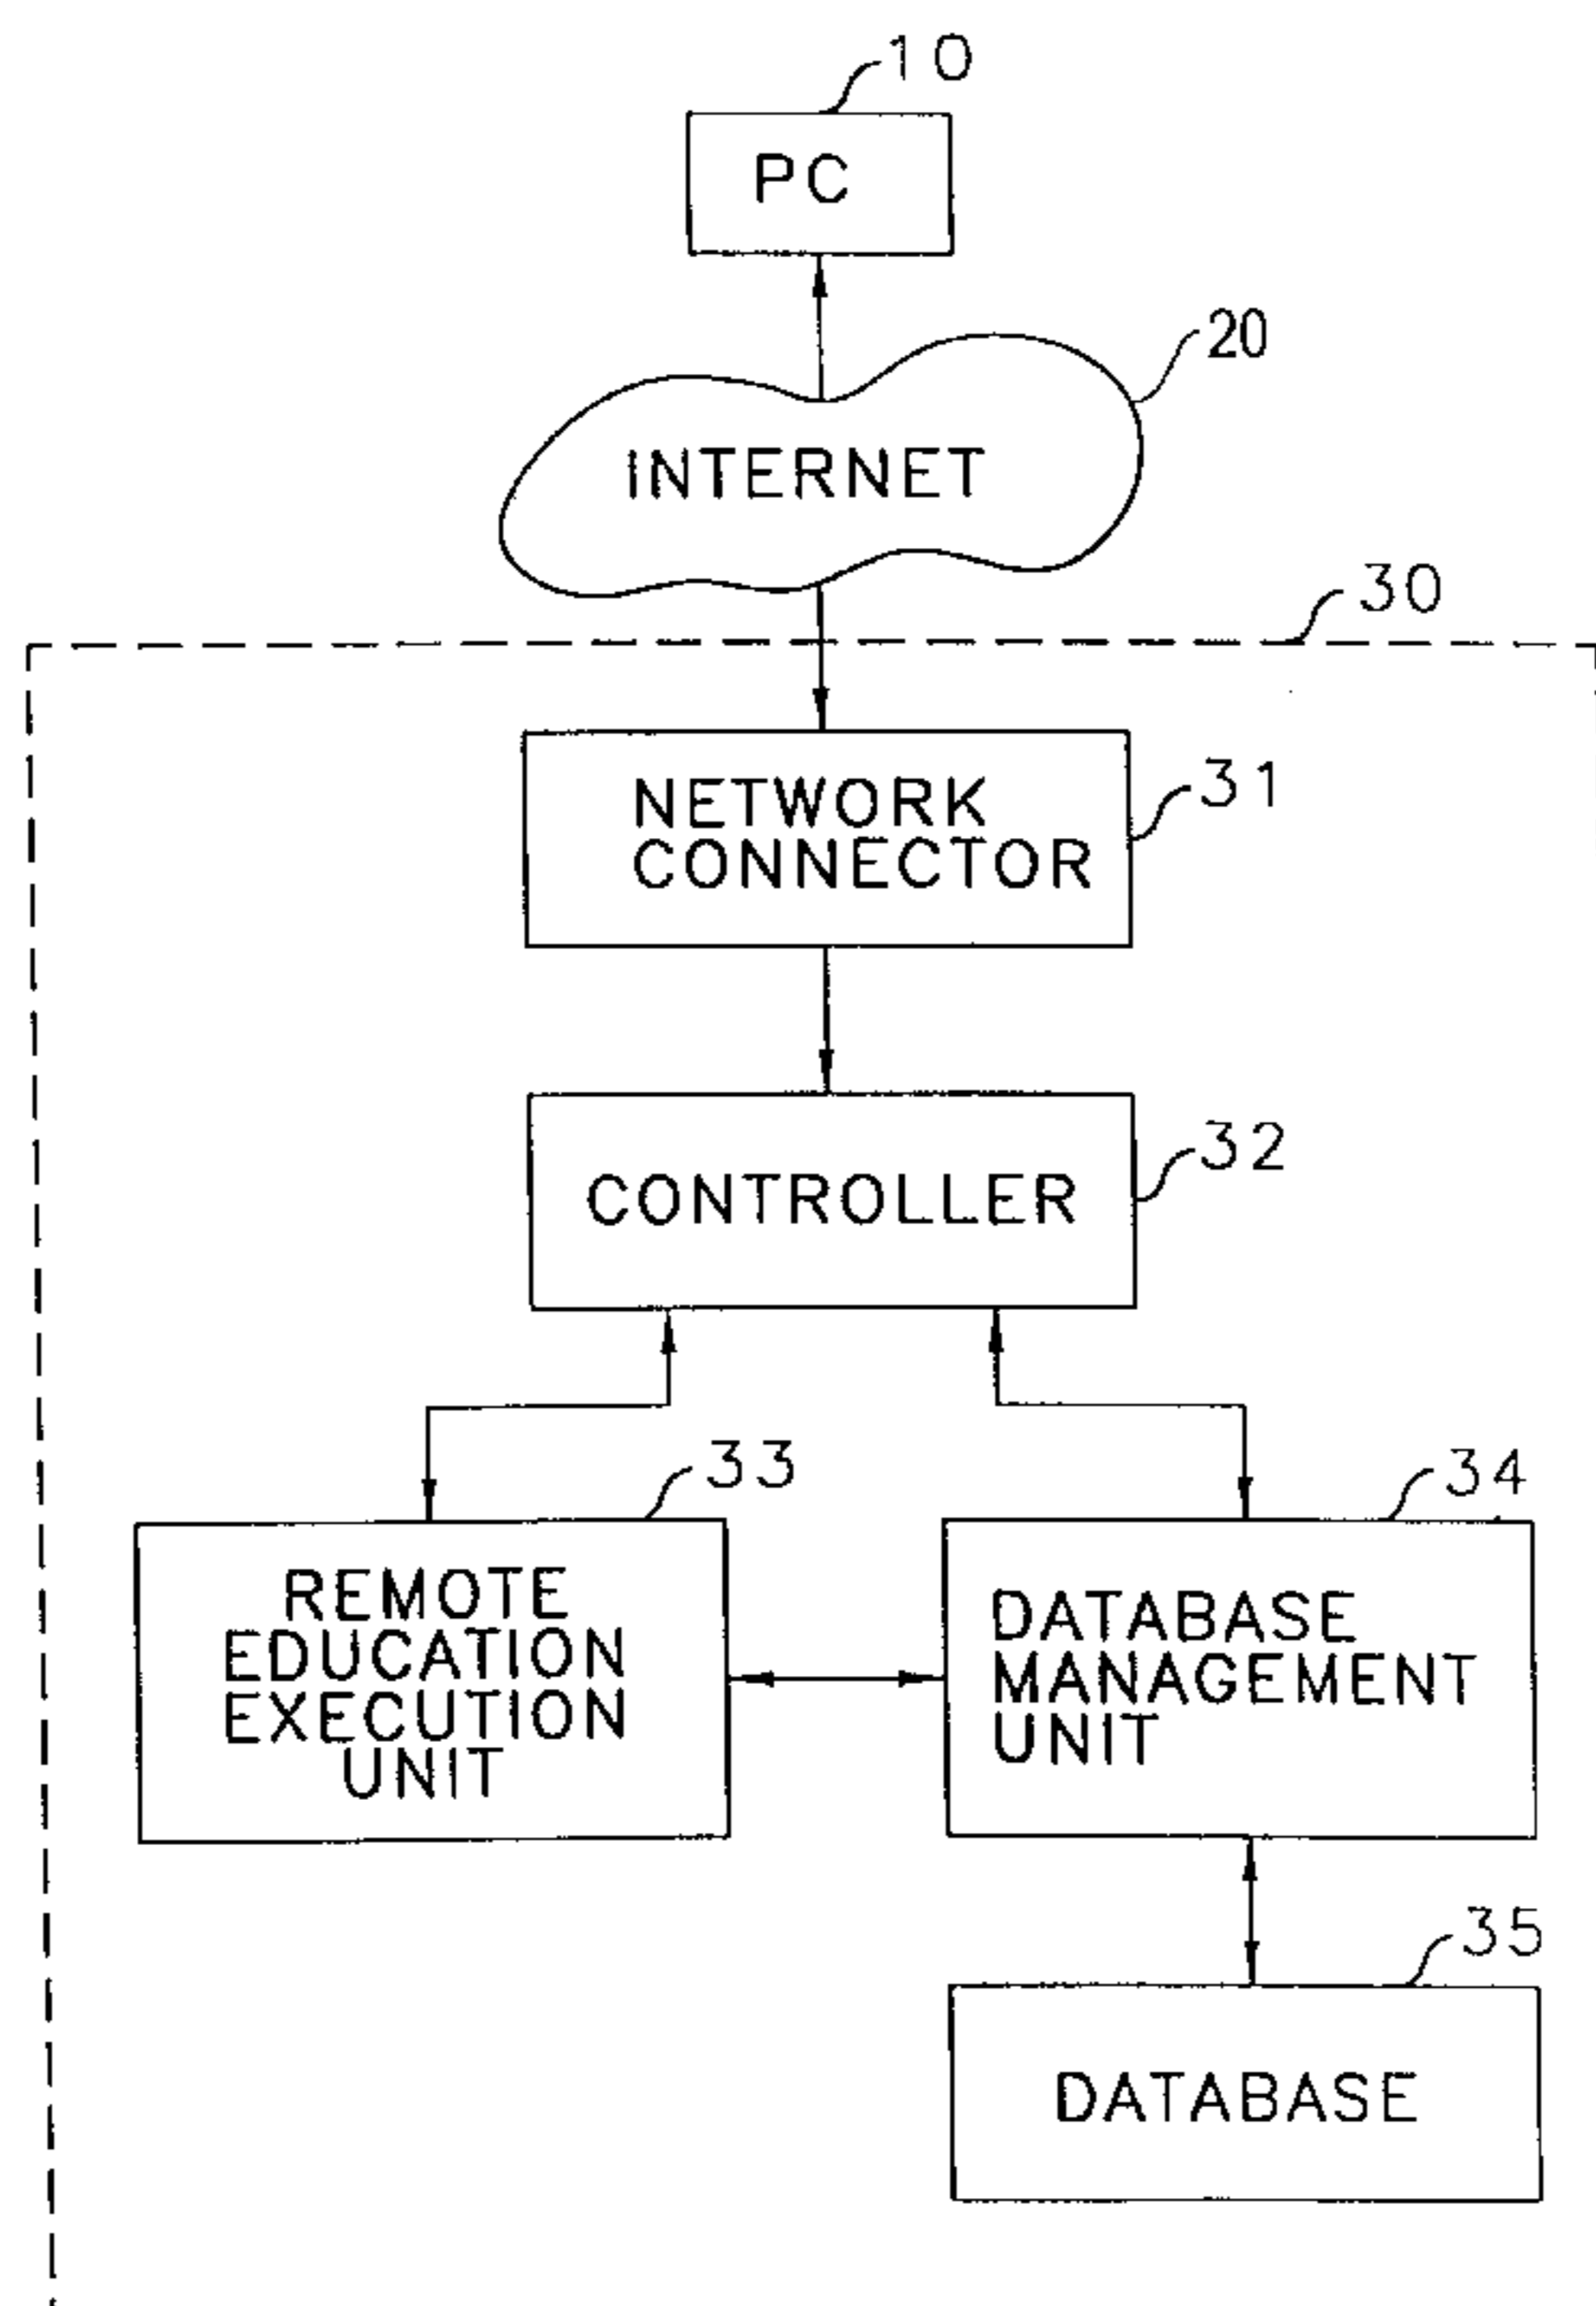 10
PC
20
INTERNET
30
NETWORK
CONNECTOR
31
CONTROLLER
32
33
REMOTE
EDUCATION
EXECUTION
UNIT
34
DATABASE
MANAGEMENT
UNIT
35
DATABASE